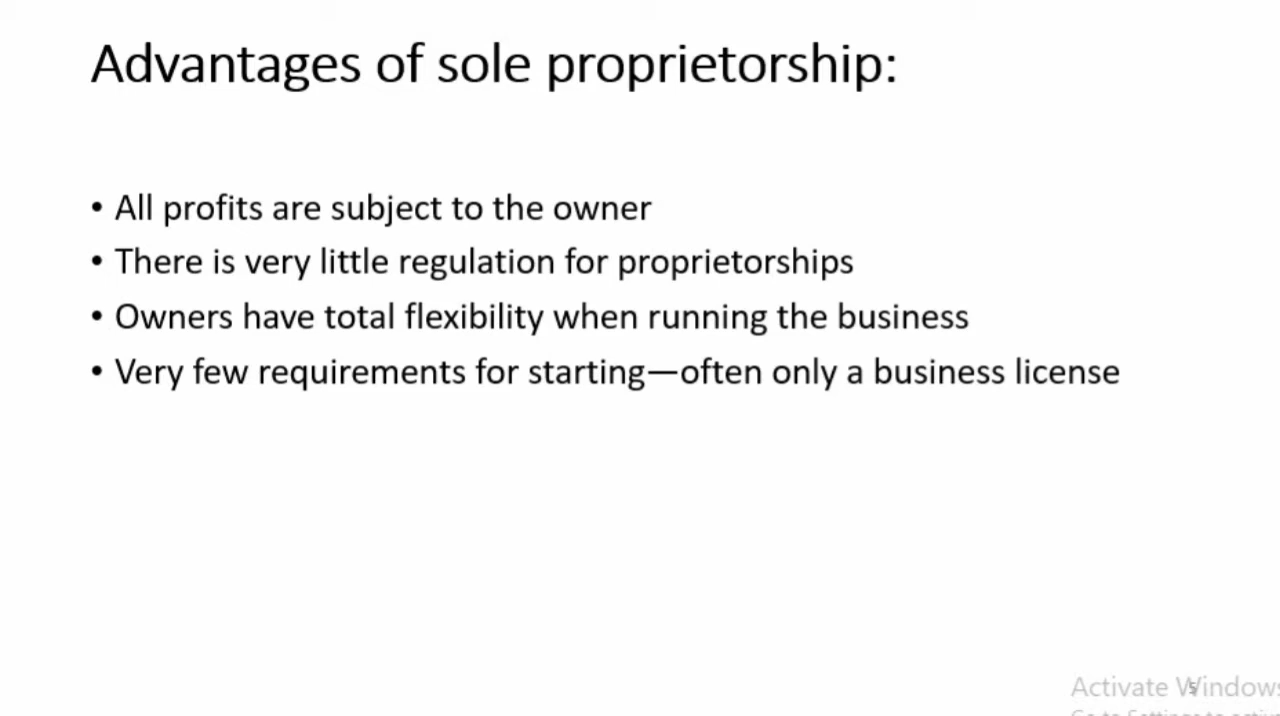 Advantages of sole proprietorship:
• All profits are subject to the owner
• There is very little regulation for proprietorships
• Owners have total flexibility when running the business
• Very few requirements for starting—often only a business license
Activate Windows
5